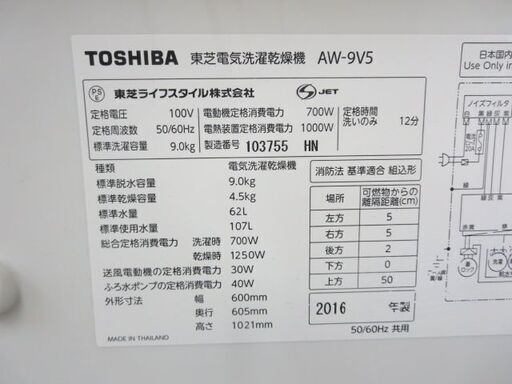 TOSHIBA 東芝電気洗濯乾燥機 AW-9V5
PS E 東芝ライフスタイル株式会社 S-JET
定格電圧 100V
定格周波数 50/60Hz
標準洗濯容量 9.0kg
電動機定格消費電力 700W
電熱装置定格消費電力 1000W
製造番号 103755 HN
定格時間
洗いのみ 12分
種類 電気洗濯乾燥機
標準脱水容量 9.0kg
標準乾燥容量 4.5kg
標準水量 62L
標準使用水量 107L
総合定格消費電力 洗濯時 700W
乾燥時 1250W
送風電動機の定格消費電力 30W
ふろ水ポンプの定格消費電力 40W
外形寸法 幅 600mm
奥行 605mm
高さ 1021mm
MADE IN THAILAND
消防法 基準適合 組込形
場所 可燃物からの離隔距離(cm)
左方 5
右方 5
後方 2
下方 0
上方 50
2016 年製
50/60Hz 共用
日本国内
Use Only in
ノイズフィルタ